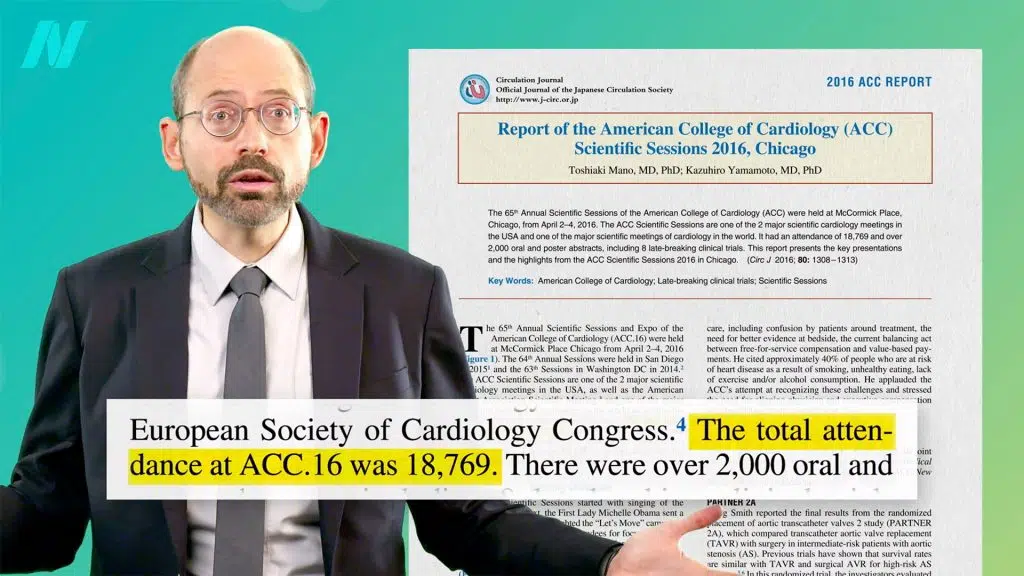 Circulation Journal
Official Journal of the Japanese Circulation Society
http://www.j-circ.or.jp
2016 ACC REPORT
Report of the American College of Cardiology (ACC)
Scientific Sessions 2016, Chicago
Toshiaki Mano, MD, PhD; Kazuhiro Yamamoto, MD, PhD
The 65th Annual Scientific Sessions of the American College of Cardiology (ACC) were held at McCormick Place,
Chicago, from April 2–4, 2016. The ACC Scientific Sessions are one of the 2 major scientific cardiology meetings in
the USA and one of the major scientific meetings of cardiology in the world. It had an attendance of 18,769 and over
2,000 oral and poster abstracts, including 8 late-breaking clinical trials. This report presents the key presentations
and the highlights from the ACC Scientific Sessions 2016 in Chicago. (Circ J 2016; 80: 1308–1313)
Key Words: American College of Cardiology; Late-breaking clinical trials; Scientific Sessions
The 65th Annual Scientific Sessions and Expo of the
American College of Cardiology (ACC.16) were held
at McCormick Place Chicago from April 2–4, 2016
igure 1). The 64th Annual Sessions were held in San Diego
2015¹ and the 63th Sessions in Washington DC in 2014.²
ACC Scientific Sessions are one of the 2 major scientific
iology meetings in the USA, as well as the American
care, including confusion by patients around treatment, the
need for better evidence at bedside, the current balancing act
between free-for-service compensation and value-based pay-
ments. He cited approximately 40% of people who are at risk
of heart disease as a result of smoking, unhealthy eating, lack
of exercise and/or alcohol consumption. He applauded the
ACC's attempt at recognizing these challenges and stressed
European Society of Cardiology Congress.⁴ The total atten-
dance at ACC.16 was 18,769. There were over 2,000 oral and
entific Sessions started with singing of the
t, the First Lady Michelle Obama sent a
hted the “Let's Move”
PARTNER 2A
g Smith reported the final results from the randomized
placement of aortic transcatheter valves 2 study (PARTNER
2A), which compared transcatheter aortic valve replacement
(TAVR) with surgery in intermediate-risk patients with aortic
stenosis (AS). Previous trials have shown that survival rates
are similar with TAVR and surgical AVR for high-risk AS
In this randomized trial, the investigators evaluated